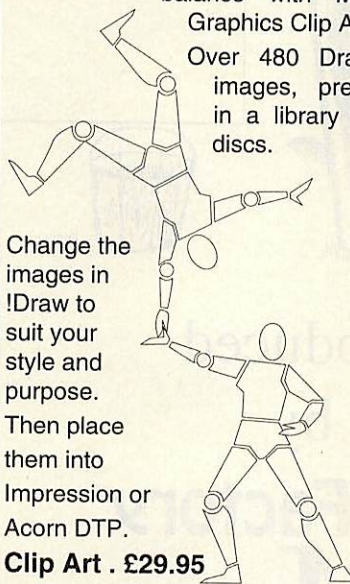 balance with M
Graphics Clip A
Over 480 Dra
images, pre
in a library
discs.
Change the
images in
!Draw to
suit your
style and
purpose.
Then place
them into
Impression or
Acorn DTP.
Clip Art . £29.95